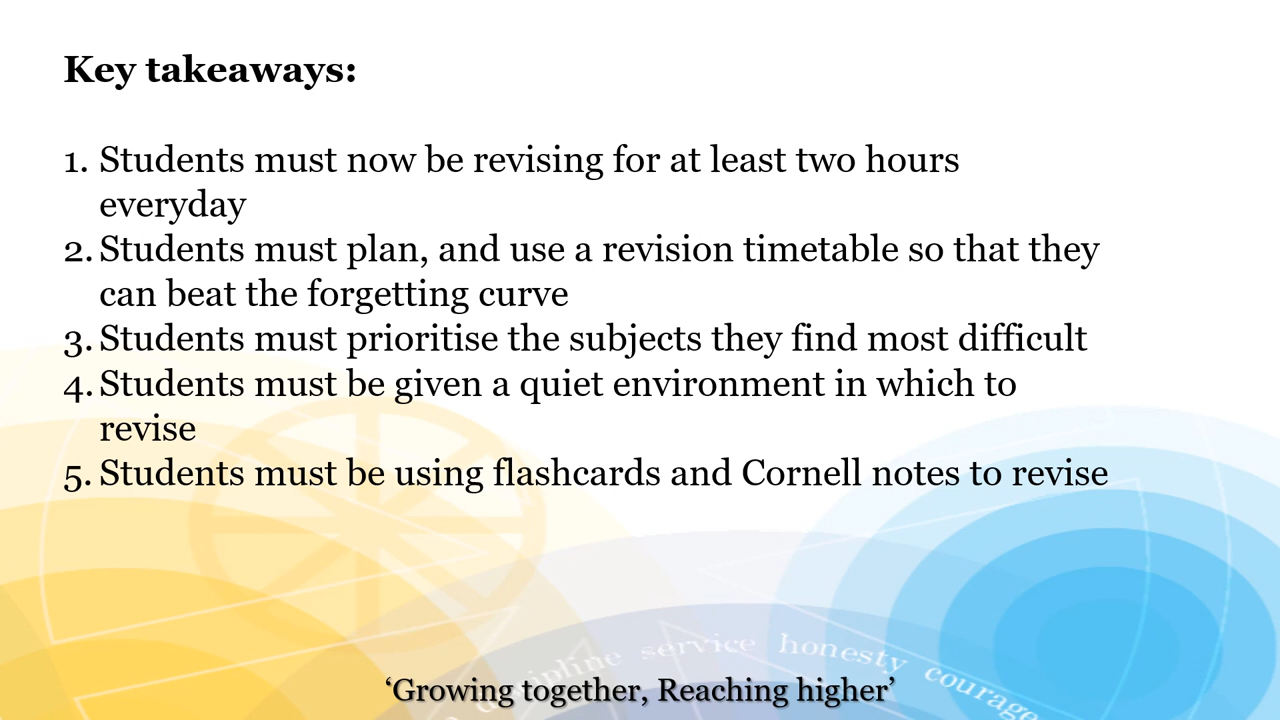 Key takeaways:
1. Students must now be revising for at least two hours
everyday
2. Students must plan, and use a revision timetable so that they
can beat the forgetting curve
3. Students must prioritise the subjects they find most difficult
4. Students must be given a quiet environment in which to
revise
5. Students must be using flashcards and Cornell notes to revise
service honesty courage
‘Growing together, Reaching higher’